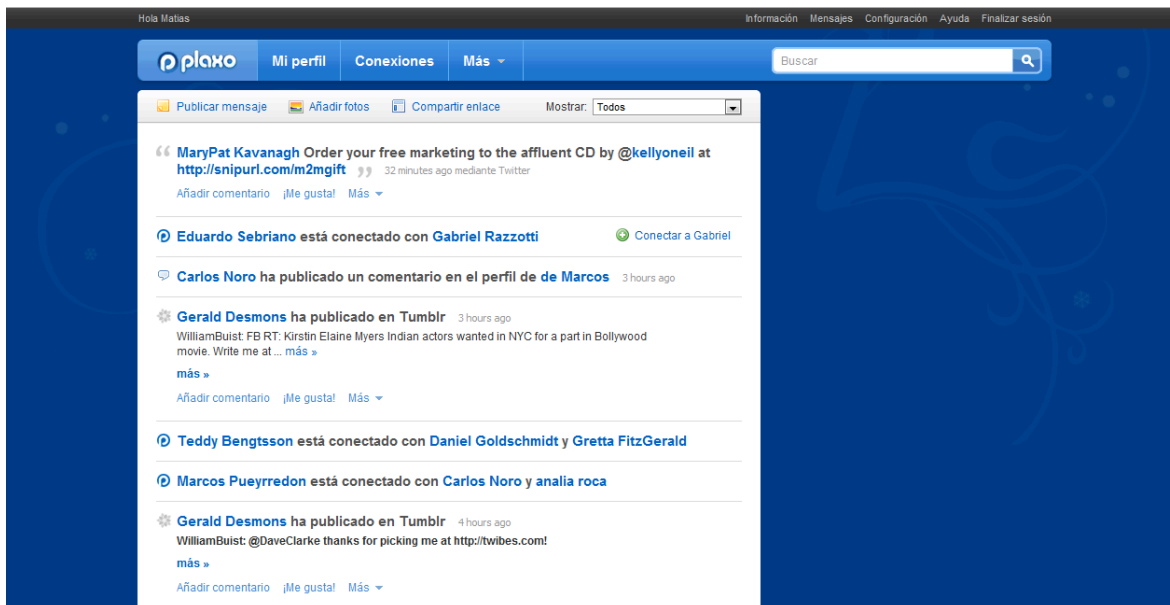 Hola Matias
Información Mensajes Configuración Ayuda Finalizar sesión
plaxo Mi perfil Conexiones Más Buscar
Publicar mensaje Añadir fotos Compartir enlace Mostrar: Todos
MaryPat Kavanagh Order your free marketing to the affluent CD by @kellyoneil at
http://snipurl.com/m2mgift 32 minutes ago mediante Twitter
Añadir comentario ¡Me gusta! Más
Eduardo Sebriano está conectado con Gabriel Razzotti Conectar a Gabriel
Carlos Noro ha publicado un comentario en el perfil de de Marcos 3 hours ago
Gerald Desmons ha publicado en Tumblr 3 hours ago
WilliamBuist: FB RT: Kirstin Elaine Myers Indian actors wanted in NYC for a part in Bollywood
movie. Write me at ... más »
más »
Añadir comentario ¡Me gusta! Más
Teddy Bengtsson está conectado con Daniel Goldschmidt y Gretta FitzGerald
Marcos Pueyrredon está conectado con Carlos Noro y analia roca
Gerald Desmons ha publicado en Tumblr 4 hours ago
WilliamBuist: @DaveClarke thanks for picking me at http://twibes.com!
más »
Añadir comentario ¡Me gusta! Más